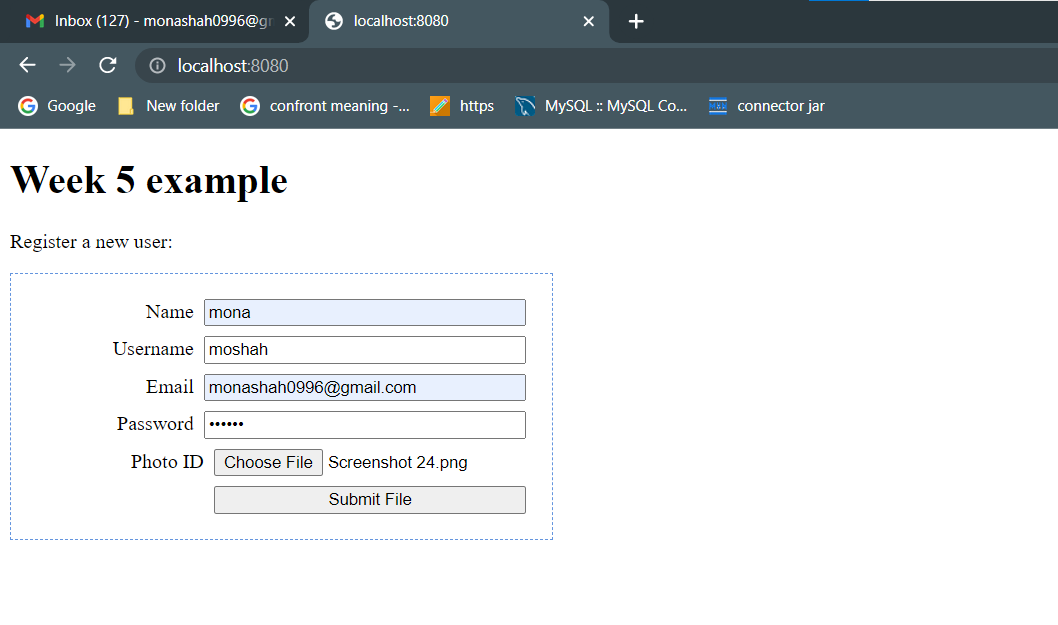 Inbox (127) - monashah0996@gr
localhost:8080
localhost:8080
Google New folder confront meaning -... https MySQL :: MySQL Co... connector jar
Week 5 example
Register a new user:
Name mona
Username moshah
Email monashah0996@gmail.com
Password ••••••
Photo ID Choose File Screenshot 24.png
Submit File